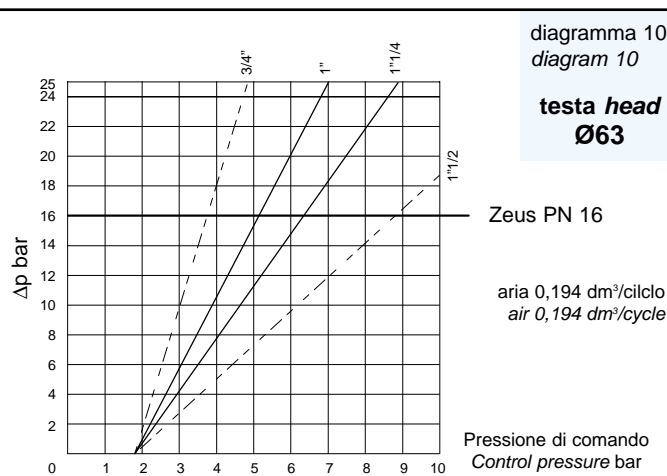 diagramma 10
diagram 10
testa head
Ø63
3/4”
1”
1”1/4
1”1/2
Δp bar
25
24
22
20
18
16
14
12
10
8
6
4
2
0
1 2 3 4 5 6 7 8 9 10
Zeus PN 16
aria 0,194 dm³/cilclo
air 0,194 dm³/cycle
Pressione di comando
Control pressure bar